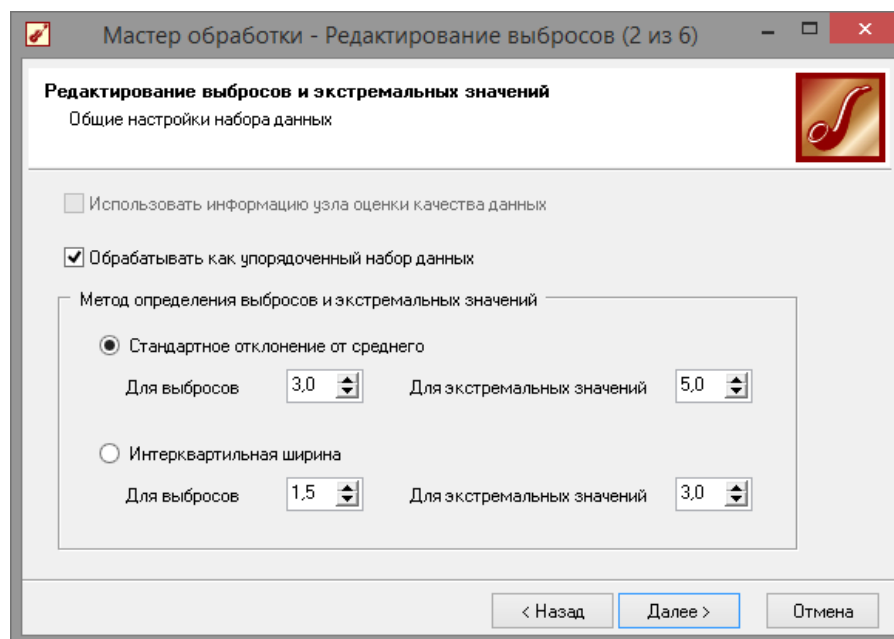 Мастер обработки - Редактирование выбросов (2 из 6)
Редактирование выбросов и экстремальных значений
Общие настройки набора данных
Использовать информацию узла оценки качества данных
Обрабатывать как упорядоченный набор данных
Метод определения выбросов и экстремальных значений
Стандартное отклонение от среднего
Для выбросов 3,0 Для экстремальных значений 5,0
Интерквартильная ширина
Для выбросов 1,5 Для экстремальных значений 3,0
< Назад Далее > Отмена